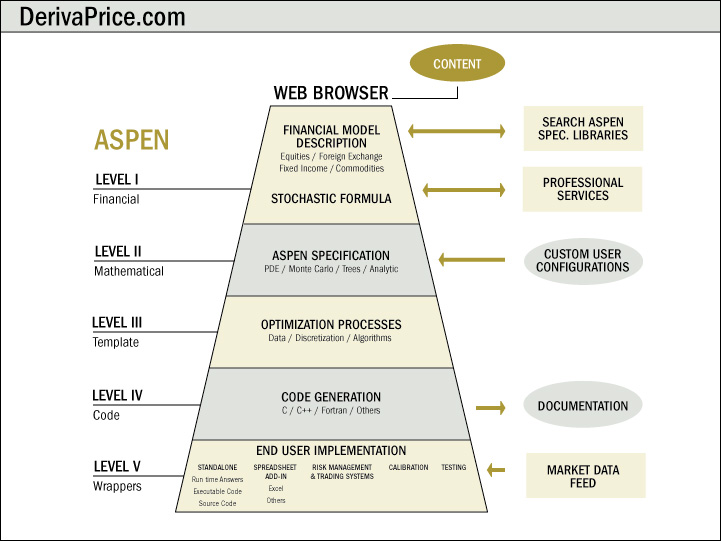 DerivaPrice.com
CONTENT
WEB BROWSER
ASPEN
FINANCIAL MODEL
DESCRIPTION
Equities / Foreign Exchange
Fixed Income / Commodities
STOCHASTIC FORMULA
SEARCH ASPEN
SPEC. LIBRARIES
LEVEL I
Financial
PROFESSIONAL
SERVICES
LEVEL II
Mathematical
ASPEN SPECIFICATION
PDE / Monte Carlo / Trees / Analytic
CUSTOM USER
CONFIGURATIONS
LEVEL III
Template
OPTIMIZATION PROCESSES
Data / Discretization / Algorithms
LEVEL IV
Code
CODE GENERATION
C / C++ / Fortran / Others
DOCUMENTATION
LEVEL V
Wrappers
END USER IMPLEMENTATION
STANDALONE
Run time Answers
Executable Code
Source Code
SPREADSHEET
ADD-IN
Excel
Others
RISK MANAGEMENT
& TRADING SYSTEMS
CALIBRATION
TESTING
MARKET DATA
FEED